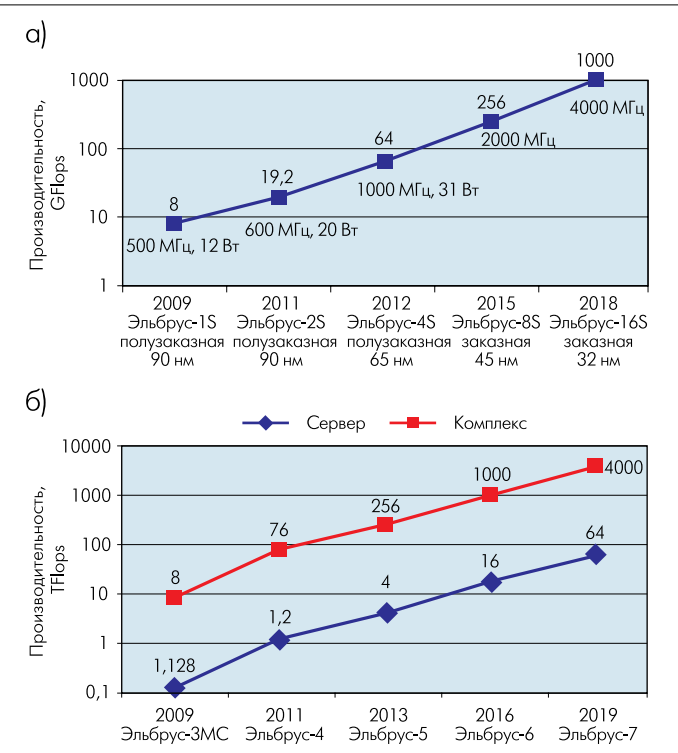 а)
Производительность,
GFlops
1000
100
10
1
8
500 МГц, 12 Вт
19,2
600 МГц, 20 Вт
64
1000 МГц, 31 Вт
256
2000 МГц
1000
4000 МГц
2009
Эльбрус-1S
полузаказная
90 нм
2011
Эльбрус-2S
полузаказная
90 нм
2012
Эльбрус-4S
полузаказная
65 нм
2015
Эльбрус-8S
заказная
45 нм
2018
Эльбрус-16S
заказная
32 нм
б)
Сервер
Комплекс
Производительность,
TFlops
10000
1000
100
10
1
0,1
8
76
256
1000
4000
1,128
1,2
4
16
64
2009
Эльбрус-3МС
2011
Эльбрус-4
2013
Эльбрус-5
2016
Эльбрус-6
2019
Эльбрус-7